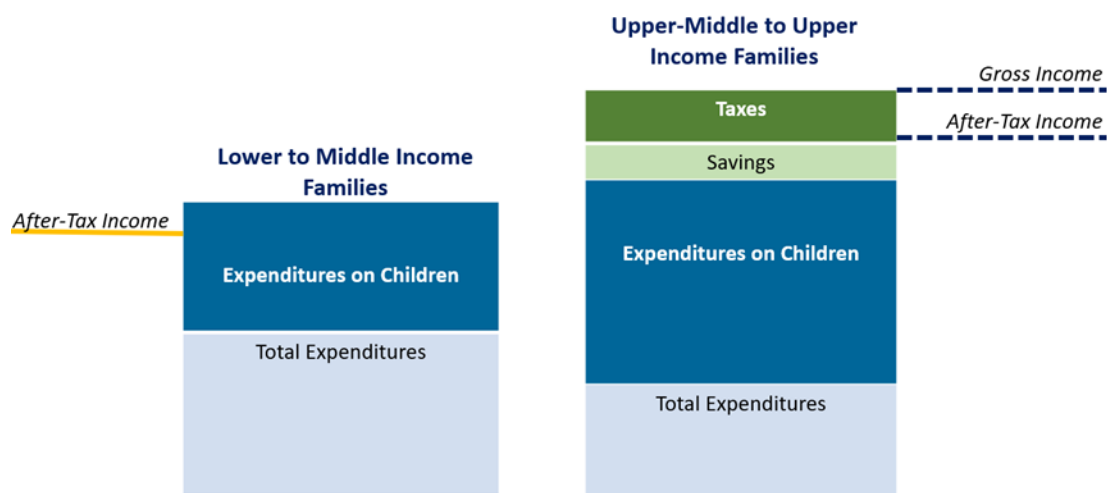 Lower to Middle Income
Families
After-Tax Income
Expenditures on Children
Total Expenditures
Upper-Middle to Upper
Income Families
Gross Income
Taxes
After-Tax Income
Savings
Expenditures on Children
Total Expenditures